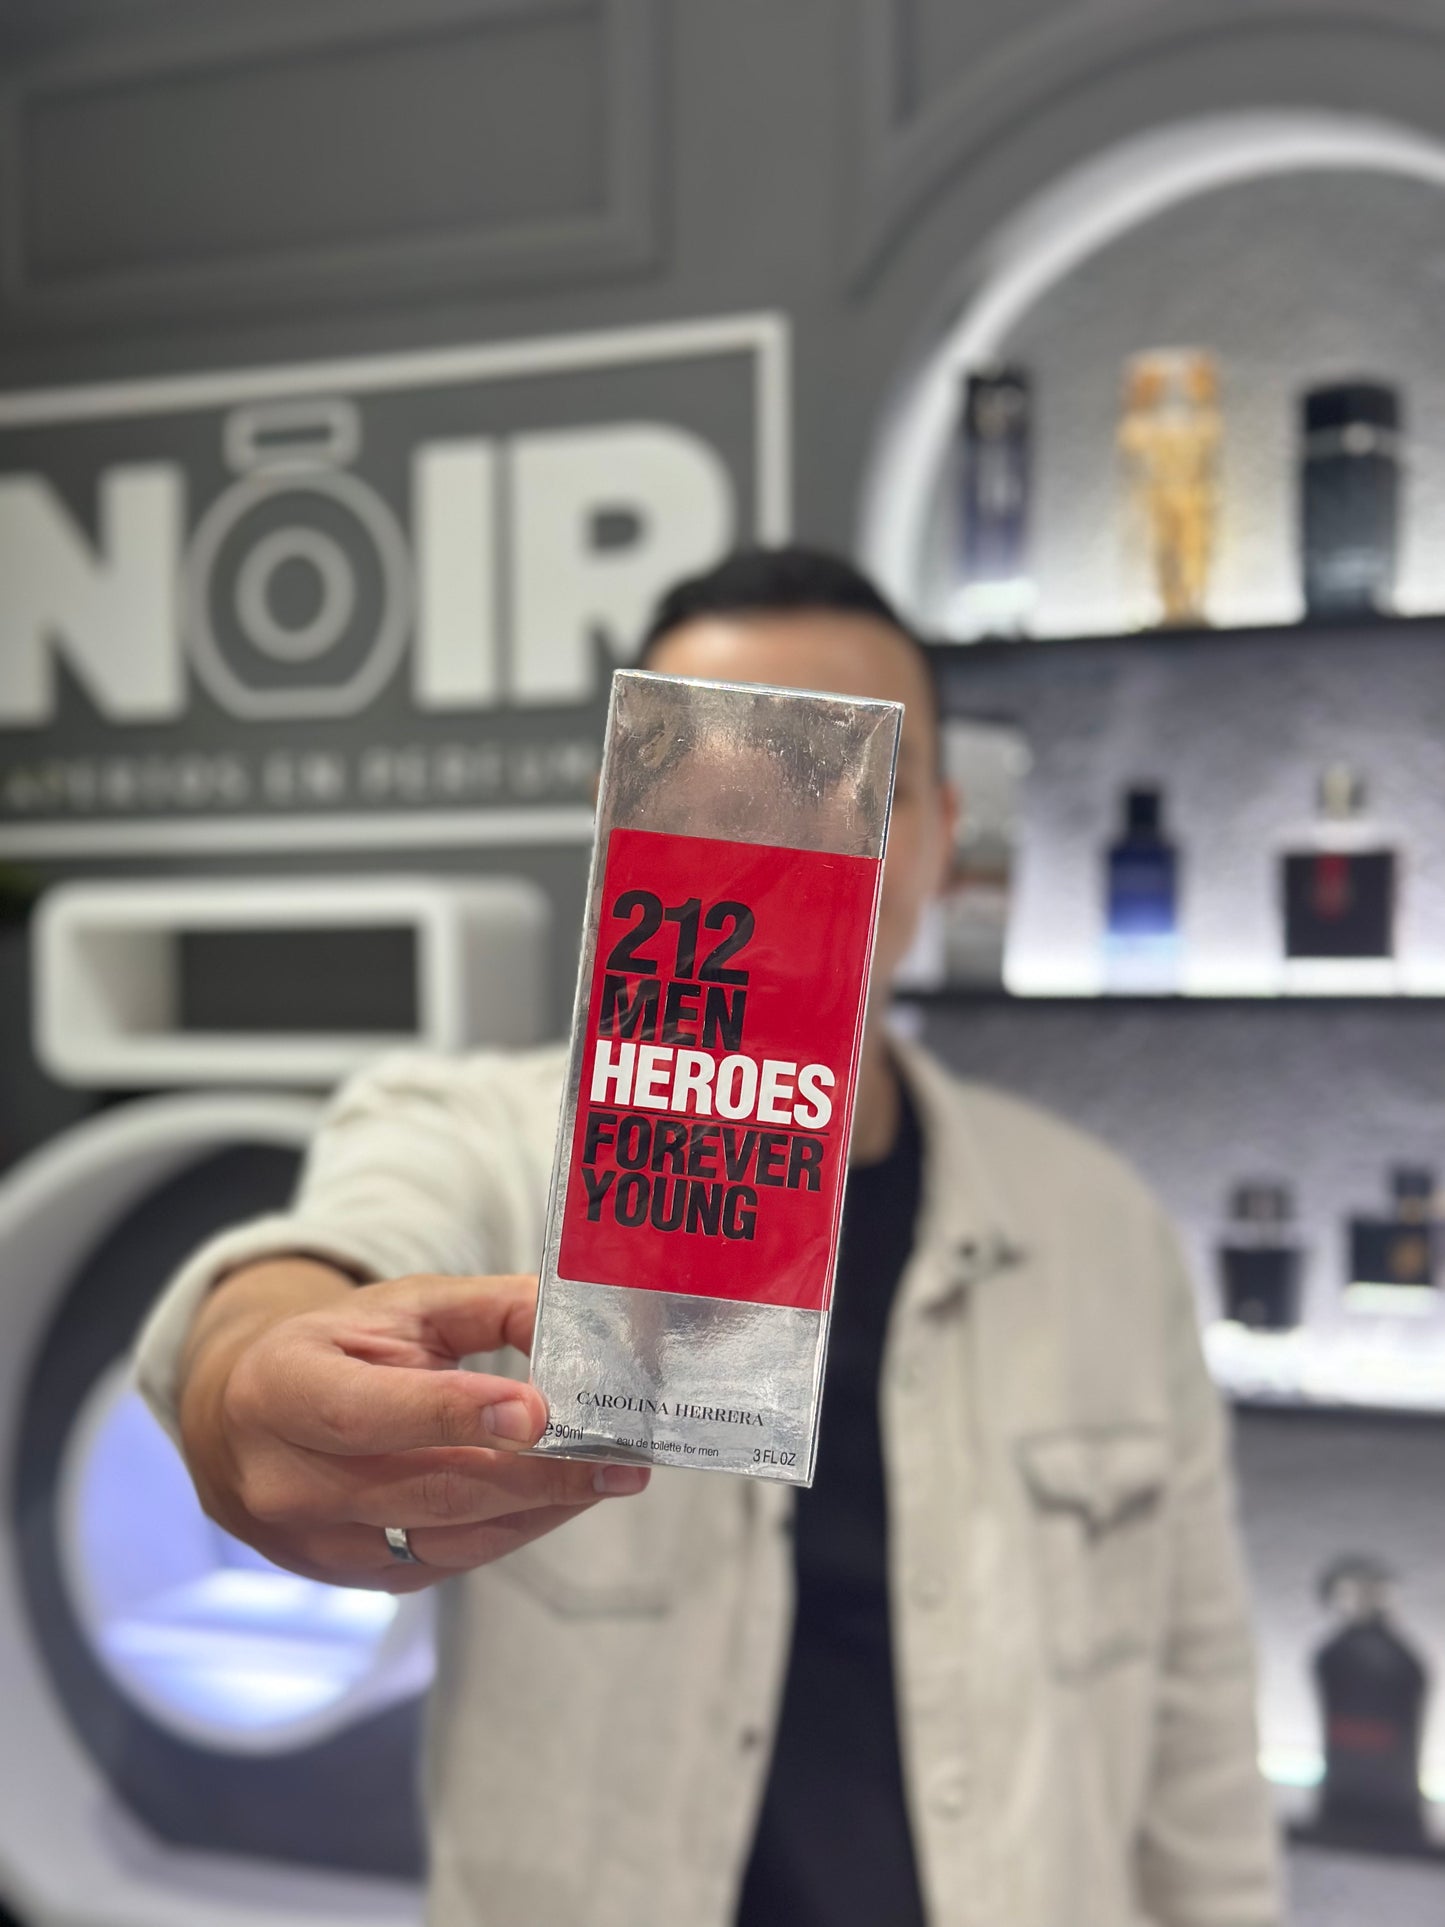 NOIR
212
MEN
HEROES
FOREVER
YOUNG
CAROLINA HERRERA
e 90ml eau de toilette for men 3 FL OZ